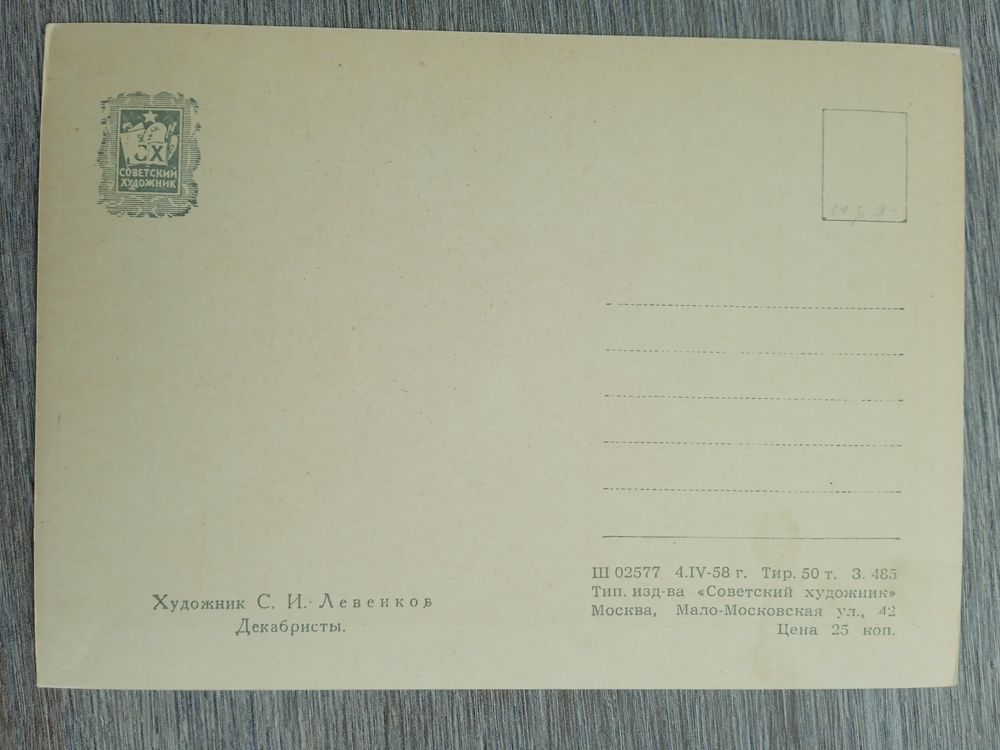 СХ
СОВЕТСКИЙ
ХУДОЖНИК
Художник С. И. Левенков
Декабристы.
Ш 02577 4.IV-58 г. Тир. 50 т. З. 485
Тип. изд-ва «Советский художник»
Москва, Мало-Московская ул., 42
Цена 25 коп.